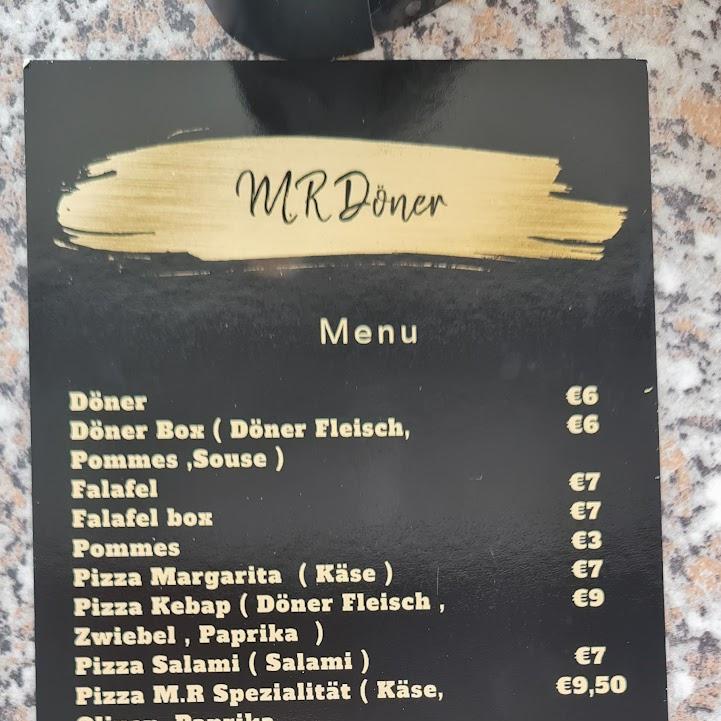 M.R Döner
Menu
Döner €6
Döner Box ( Döner Fleisch, €6
Pommes ,Souse )
Falafel €7
Falafel box €7
Pommes €3
Pizza Margarita ( Käse ) €7
Pizza Kebap ( Döner Fleisch , €9
Zwiebel , Paprika )
Pizza Salami ( Salami ) €7
Pizza M.R Spezialität ( Käse, €9,50